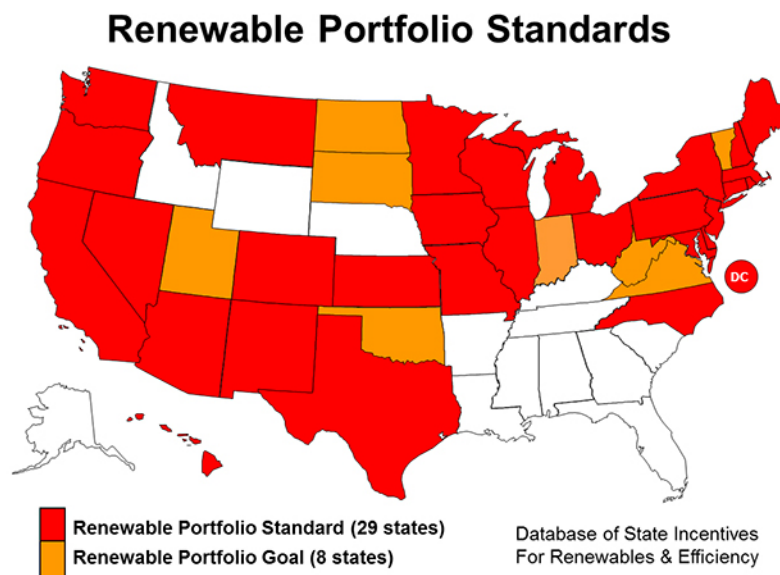 Renewable Portfolio Standards
DC
Renewable Portfolio Standard (29 states)
Renewable Portfolio Goal (8 states)
Database of State Incentives
For Renewables & Efficiency